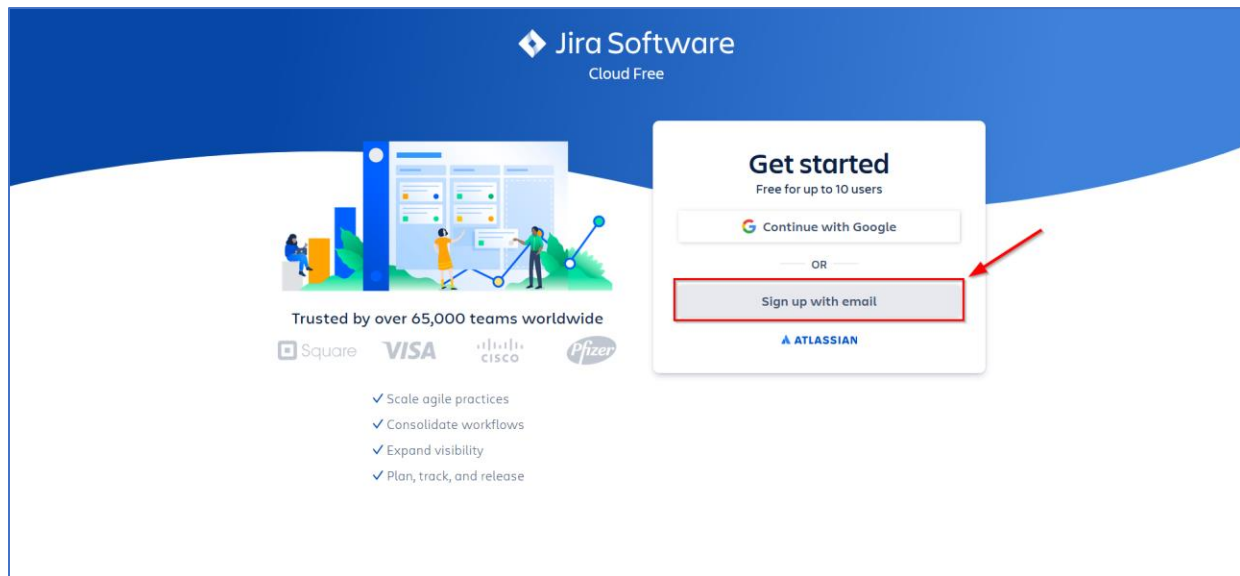 Jira Software
Cloud Free
Get started
Free for up to 10 users
Continue with Google
OR
Sign up with email
ATLASSIAN
Trusted by over 65,000 teams worldwide
Square VISA CISCO Pfizer
Scale agile practices
Consolidate workflows
Expand visibility
Plan, track, and release